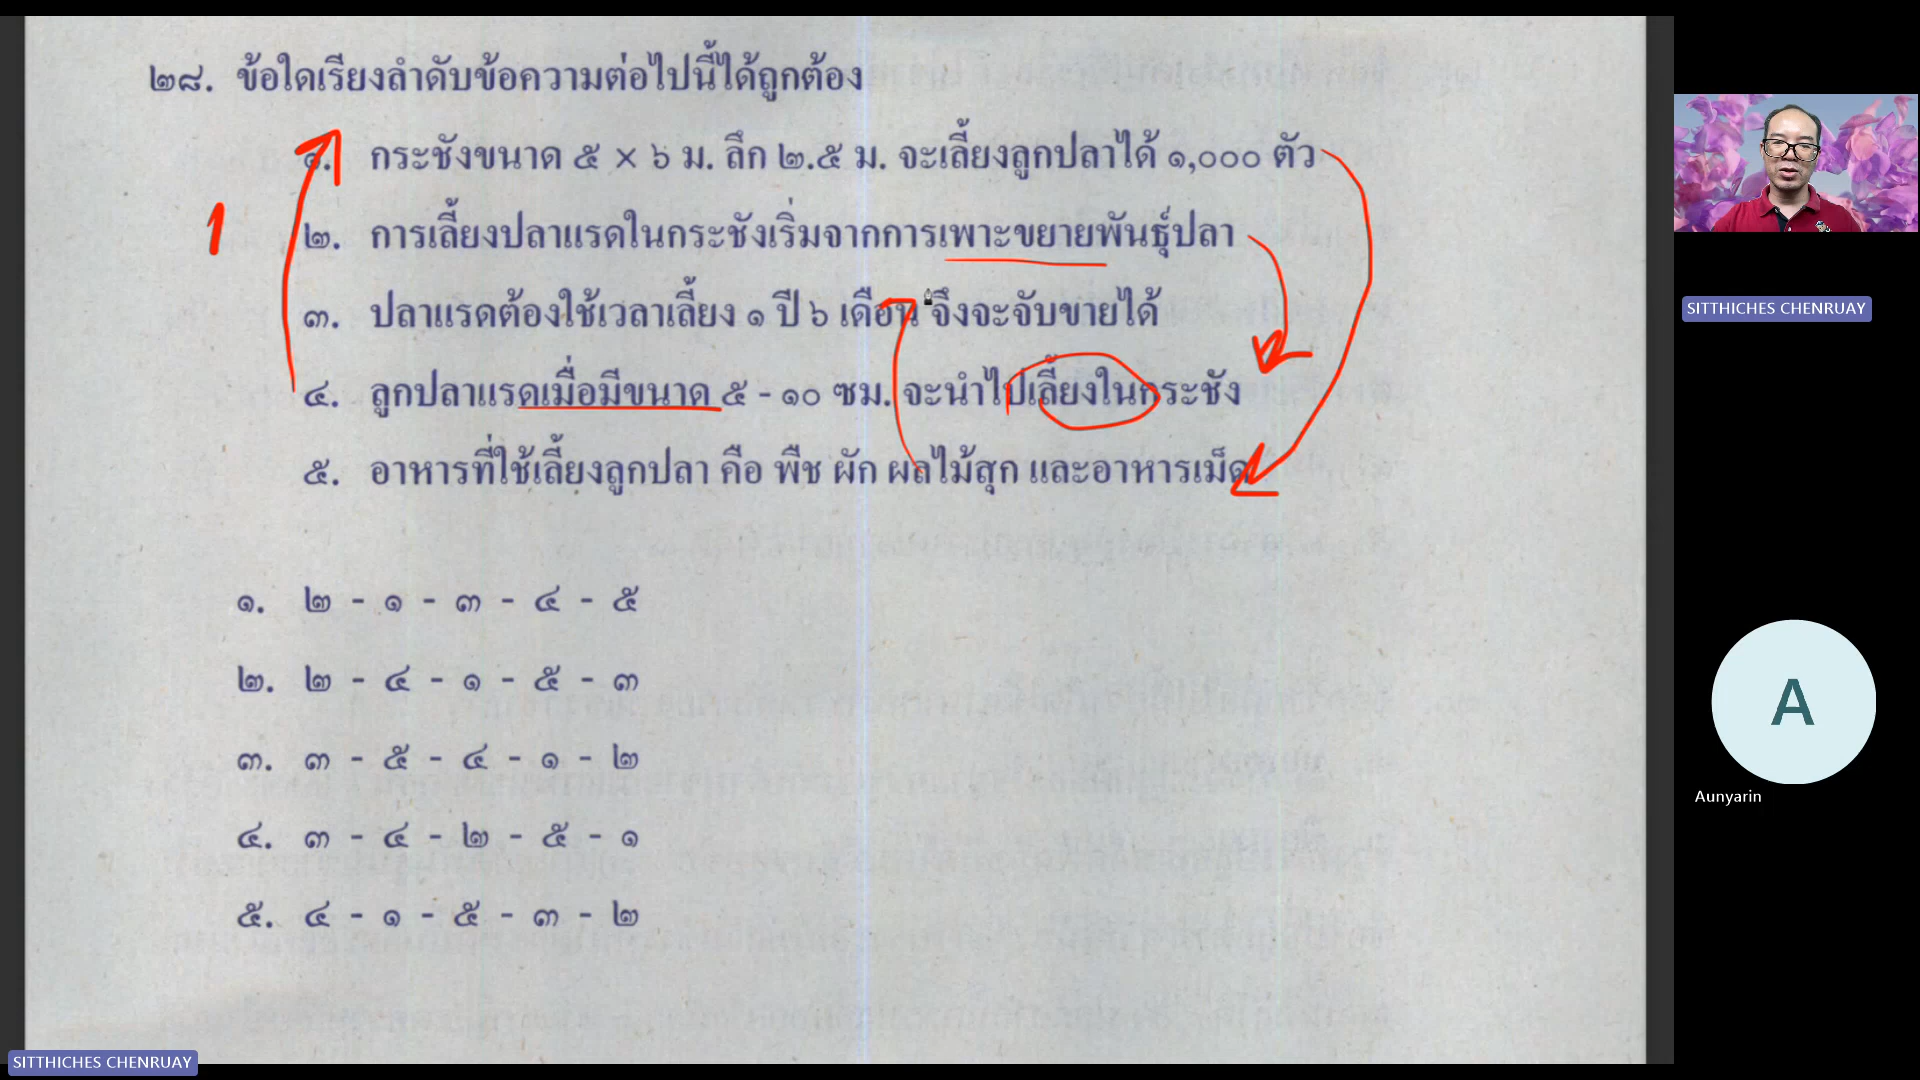 ๒๘. ข้อใดเรียงลำดับข้อความต่อไปนี้ได้ถูกต้อง
๑. กระชังขนาด ๕ × ๖ ม. ลึก ๒.๕ ม. จะเลี้ยงลูกปลาได้ ๑,๐๐๐ ตัว
1
๒. การเลี้ยงปลาแรดในกระชังเริ่มจากการเพาะขยายพันธุ์ปลา
๓. ปลาแรดต้องใช้เวลาเลี้ยง ๑ ปี ๖ เดือน จึงจะจับขายได้
๔. ลูกปลาแรดเมื่อมีขนาด ๕ - ๑๐ ซม. จะนำไปเลี้ยงในกระชัง
๕. อาหารที่ใช้เลี้ยงลูกปลา คือ พืช ผัก ผลไม้สุก และอาหารเม็ด
๑. ๒ - ๑ - ๓ - ๔ - ๕
๒. ๒ - ๔ - ๑ - ๕ - ๓
๓. ๓ - ๕ - ๔ - ๑ - ๒
๔. ๓ - ๔ - ๒ - ๕ - ๑
๕. ๔ - ๑ - ๕ - ๓ - ๒
SITTHICHES CHENRUAY
A
Aunyarin
SITTHICHES CHENRUAY